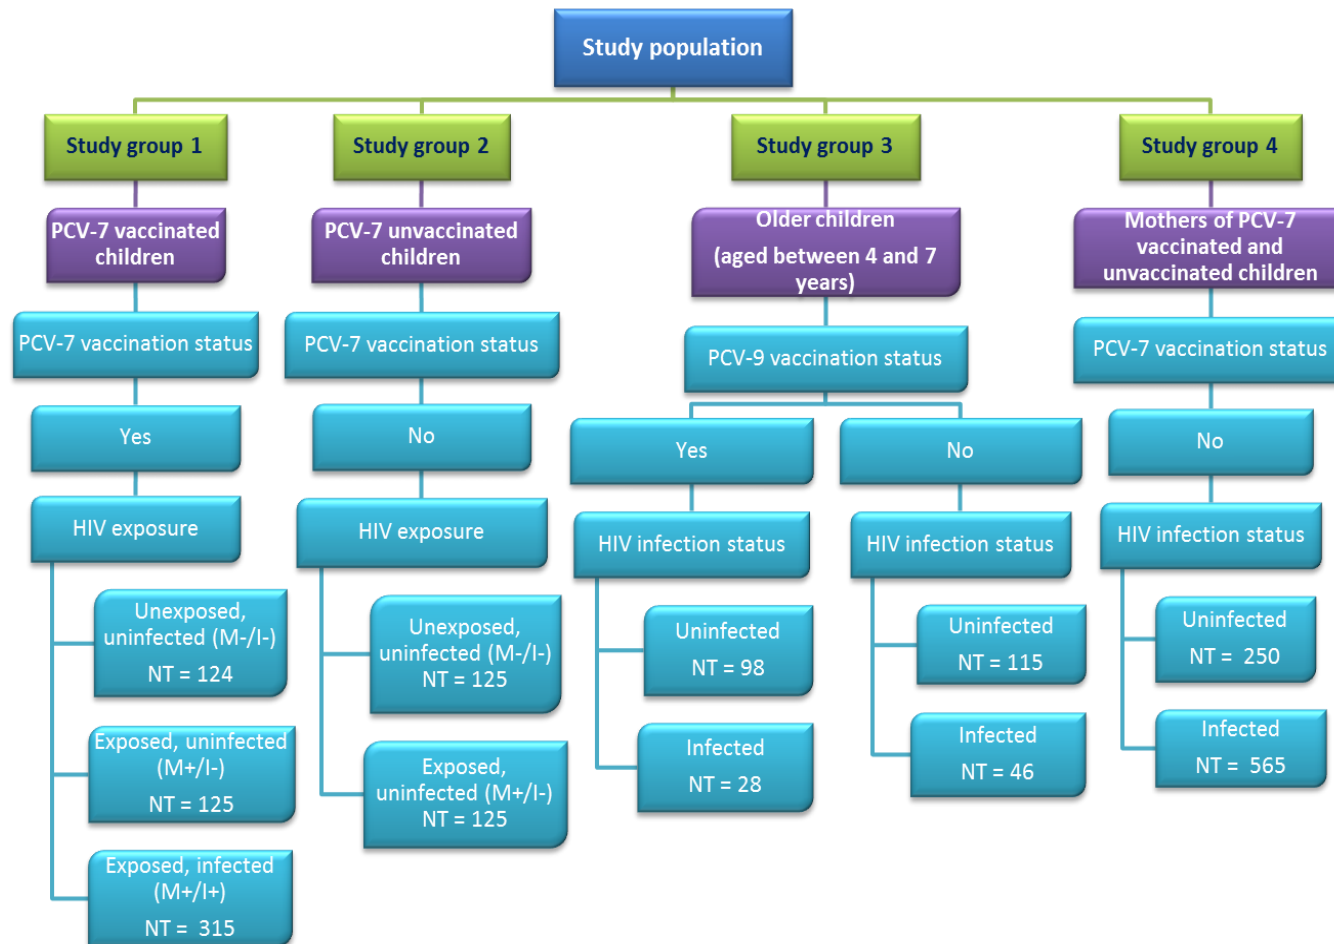 Study population
Study group 1
Study group 2
Study group 3
Study group 4
PCV-7 vaccinated
children
PCV-7 unvaccinated
children
Older children
(aged between 4 and 7
years)
Mothers of PCV-7
vaccinated and
unvaccinated children
PCV-7 vaccination status
PCV-7 vaccination status
PCV-9 vaccination status
PCV-7 vaccination status
Yes
No
Yes
No
No
HIV exposure
HIV exposure
HIV infection status
HIV infection status
HIV infection status
Unexposed,
uninfected (M-/I-)
NT = 124
Exposed, uninfected
(M+/I-)
NT = 125
Exposed, infected
(M+/I+)
NT = 315
Unexposed,
uninfected (M-/I-)
NT = 125
Exposed,
uninfected (M+/I-)
NT = 125
Uninfected
NT = 98
Infected
NT = 28
Uninfected
NT = 115
Infected
NT = 46
Uninfected
NT = 250
Infected
NT = 565